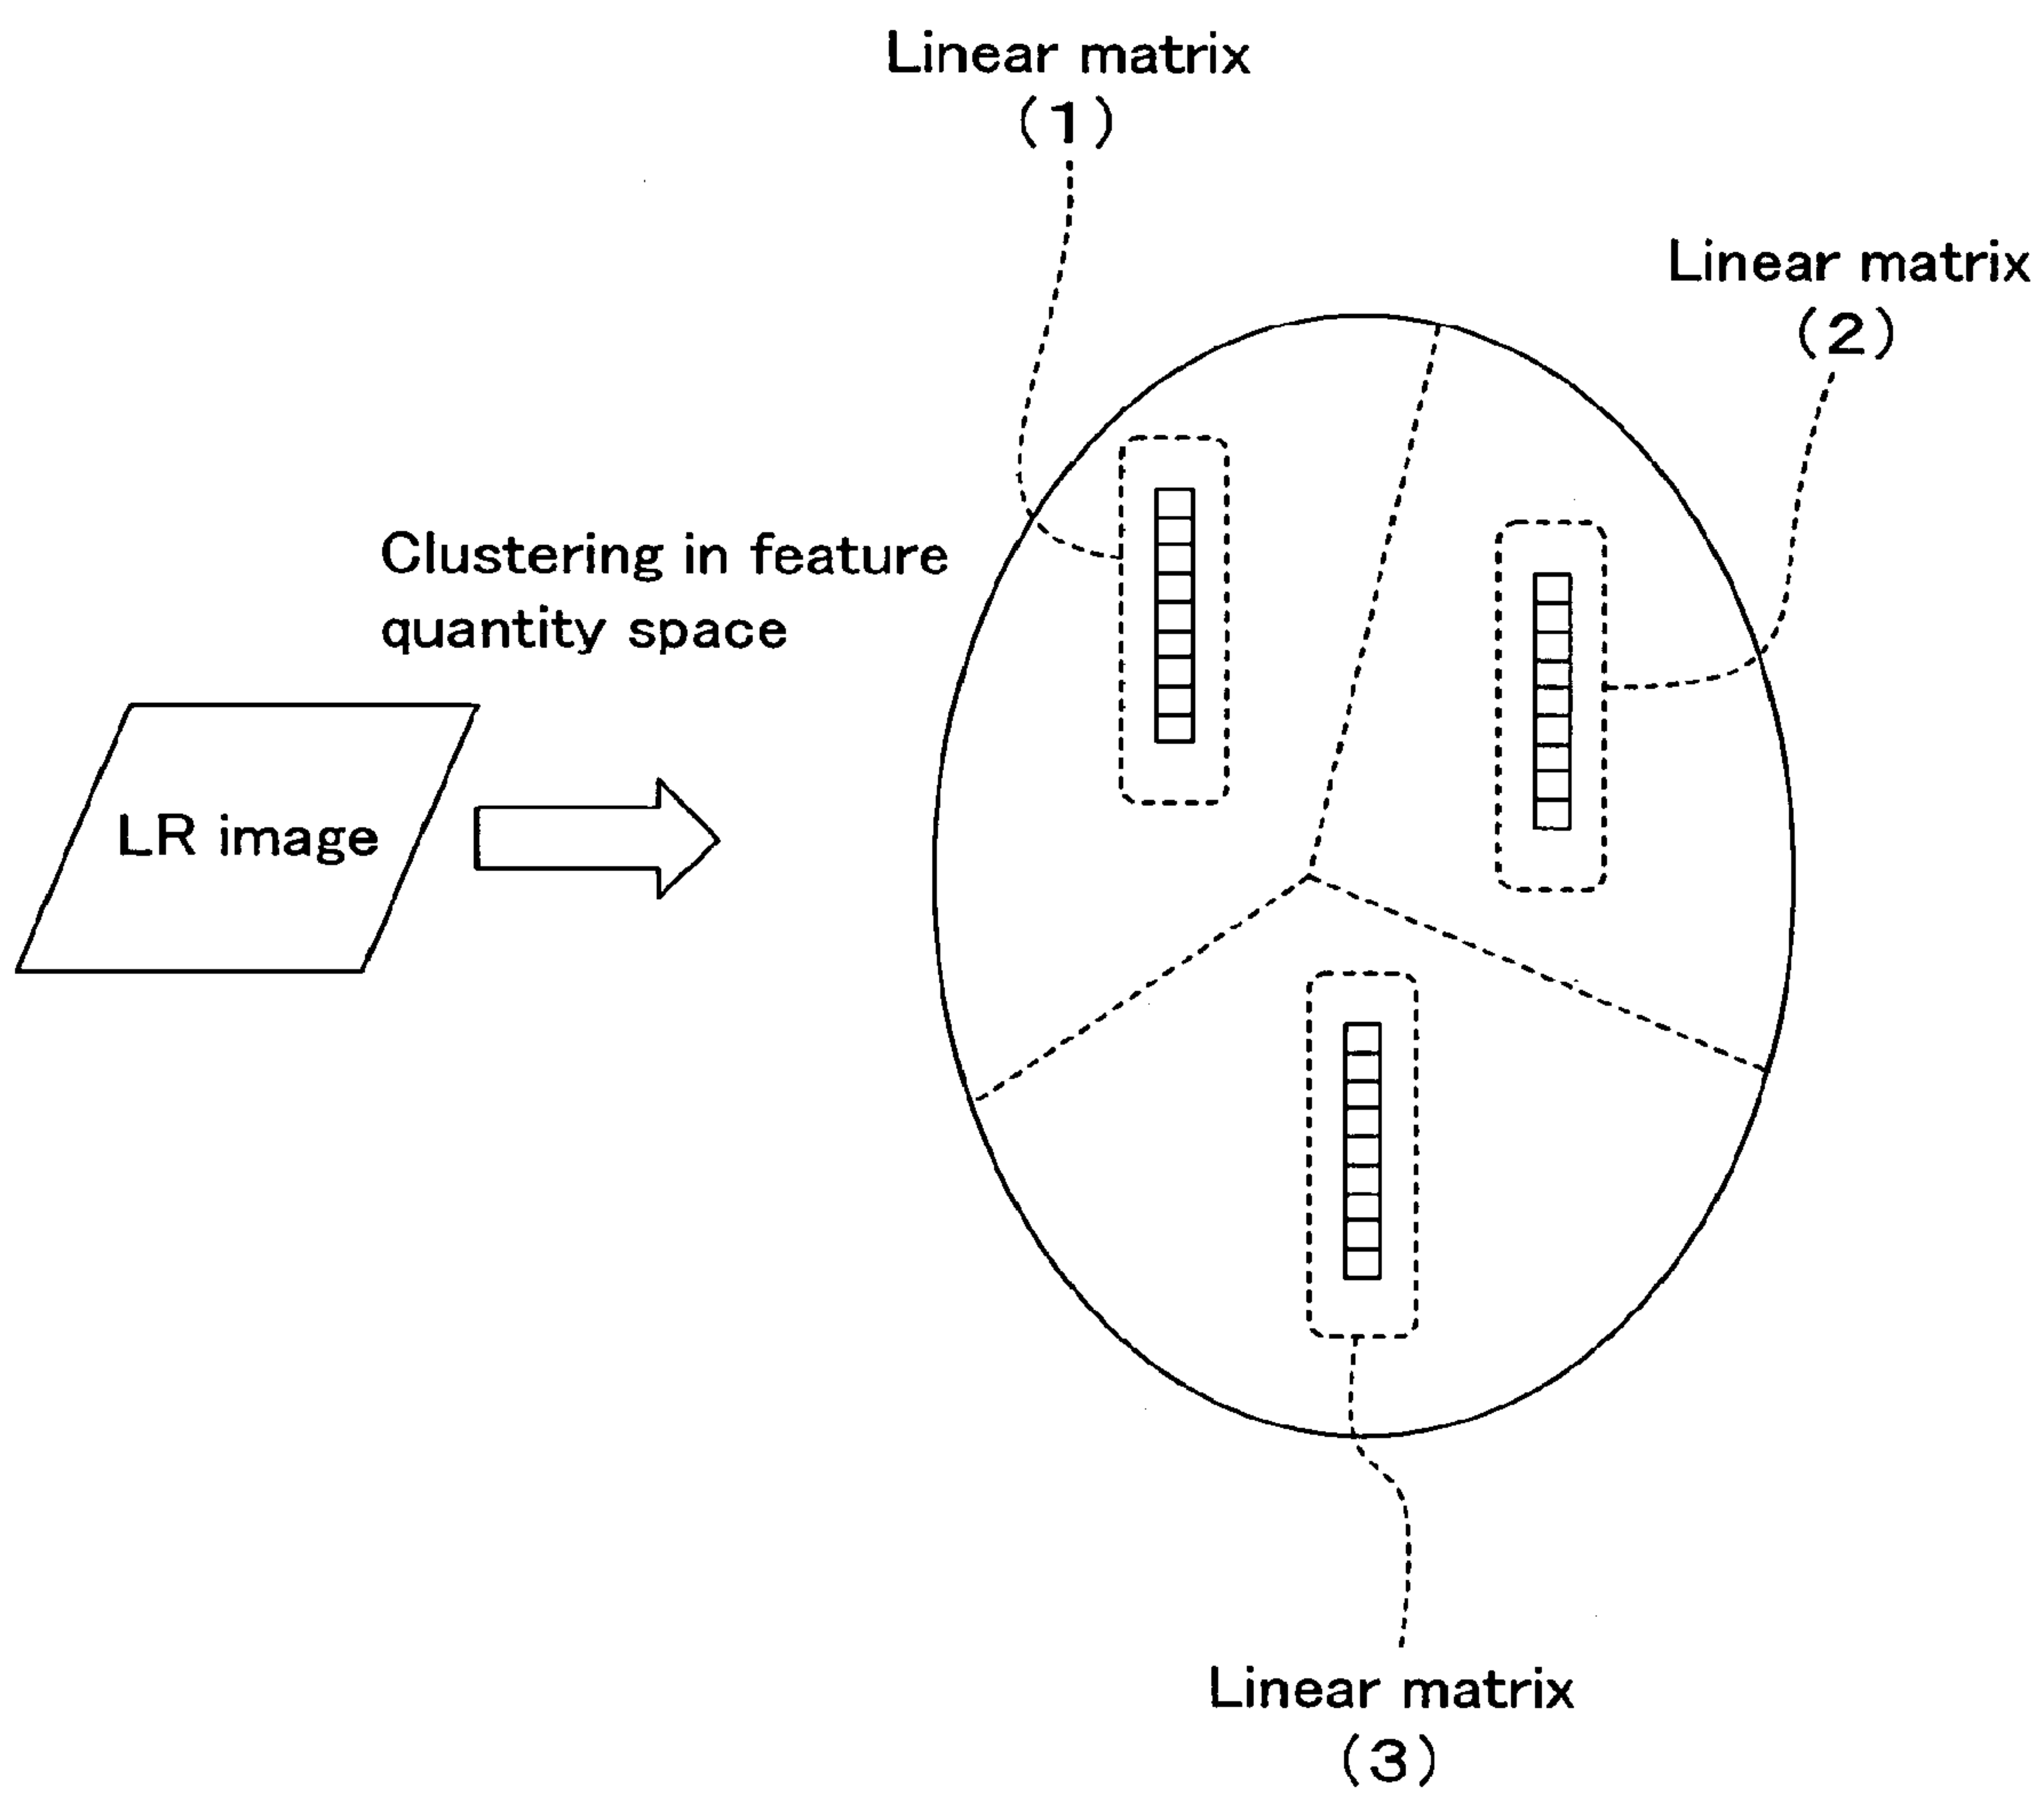 Linear matrix
(1)
Linear matrix
(2)
Clustering in feature
quantity space
LR image
Linear matrix
(3)